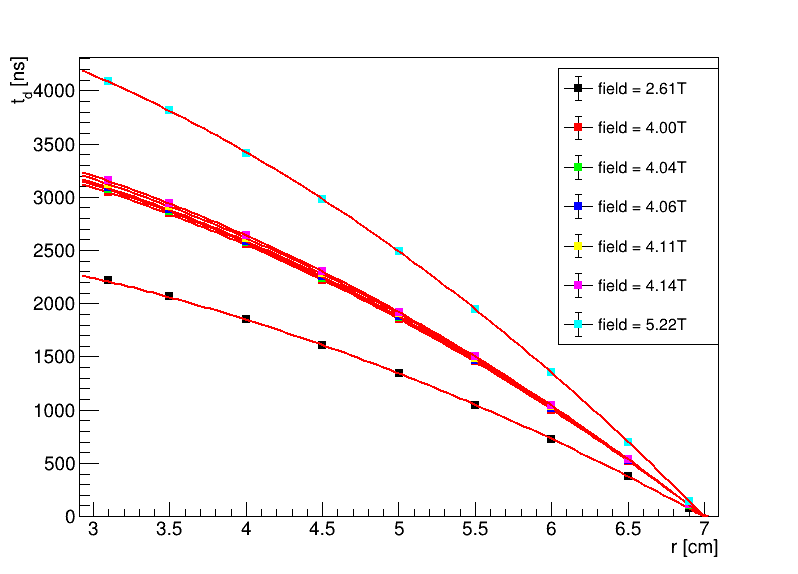 t_d [ns]
4000
3500
3000
2500
2000
1500
1000
500
0
3 3.5 4 4.5 5 5.5 6 6.5 7
r [cm]
field = 2.61T
field = 4.00T
field = 4.04T
field = 4.06T
field = 4.11T
field = 4.14T
field = 5.22T